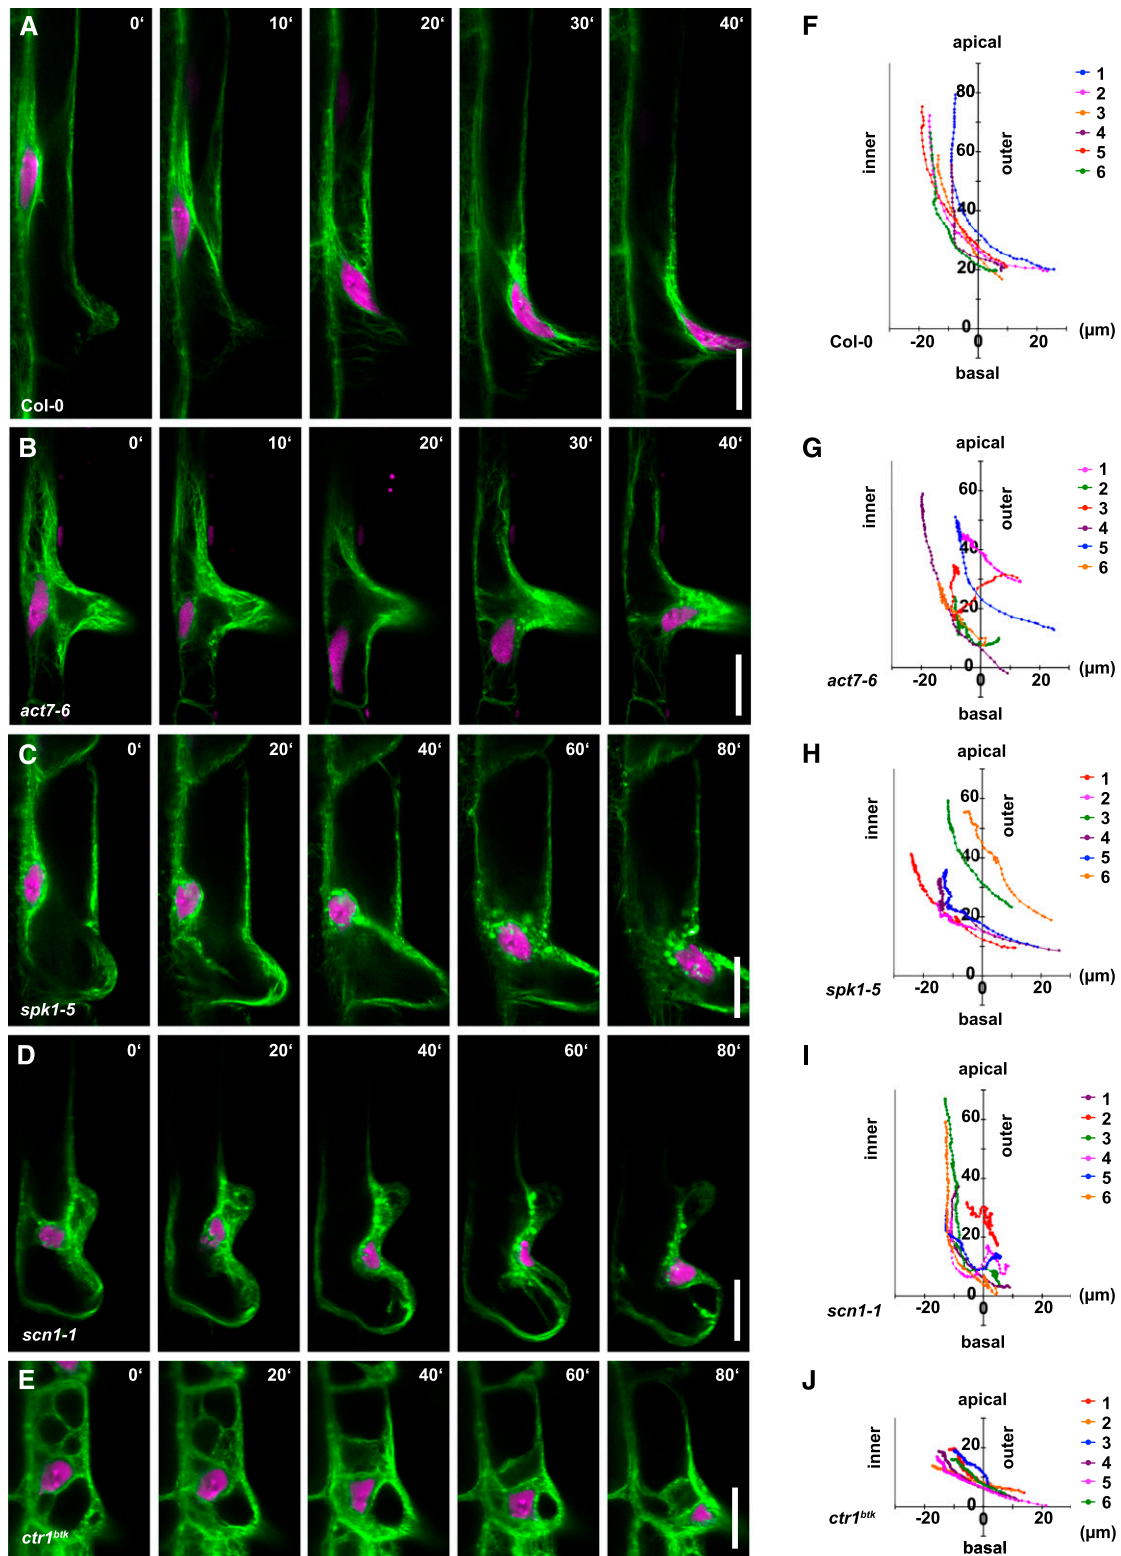 A 0‘ 10‘ 20‘ 30‘ 40‘
Col-0
B 0‘ 10‘ 20‘ 30‘ 40‘
act7-6
C 0‘ 20‘ 40‘ 60‘ 80‘
spk1-5
D 0‘ 20‘ 40‘ 60‘ 80‘
scn1-1
E 0‘ 20‘ 40‘ 60‘ 80‘
ctr1btk
F
apical
80
60
40
20
0
inner
outer
1
2
3
4
5
6
Col-0
-20 0 20 (µm)
basal
G
apical
60
40
20
0
inner
outer
1
2
3
4
5
6
act7-6
-20 0 20 (µm)
basal
H
apical
60
40
20
0
inner
outer
1
2
3
4
5
6
spk1-5
-20 0 20 (µm)
basal
I
apical
60
40
20
0
inner
outer
1
2
3
4
5
6
scn1-1
-20 0 20 (µm)
basal
J
apical
20
0
inner
outer
1
2
3
4
5
6
ctr1btk
-20 0 20
(µm)
basal